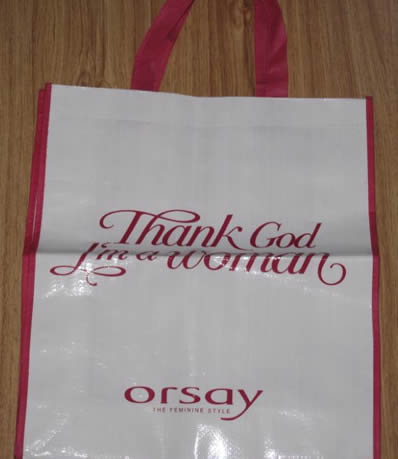 Thank God
I'm a woman
orsay
THE FEMININE STYLE